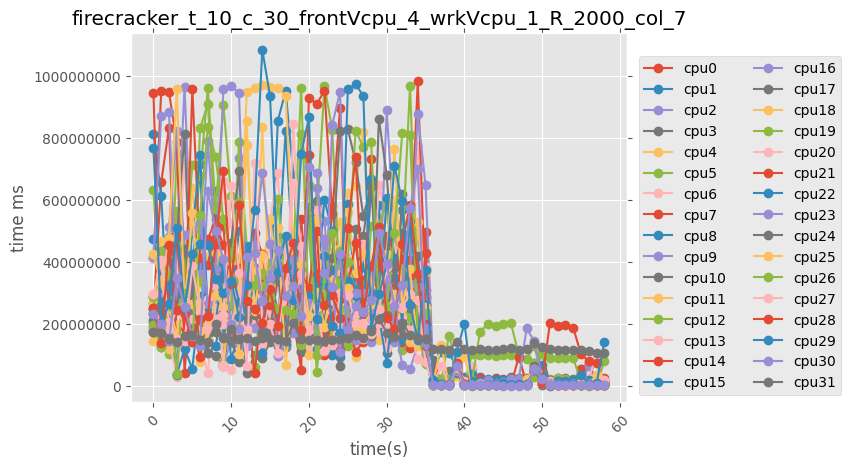 firecracker_t_10_c_30_frontVcpu_4_wrkVcpu_1_R_2000_col_7
time ms
1000000000
800000000
600000000
400000000
200000000
0
0
10
20
30
40
50
60
time(s)
cpu0
cpu1
cpu2
cpu3
cpu4
cpu5
cpu6
cpu7
cpu8
cpu9
cpu10
cpu11
cpu12
cpu13
cpu14
cpu15
cpu16
cpu17
cpu18
cpu19
cpu20
cpu21
cpu22
cpu23
cpu24
cpu25
cpu26
cpu27
cpu28
cpu29
cpu30
cpu31